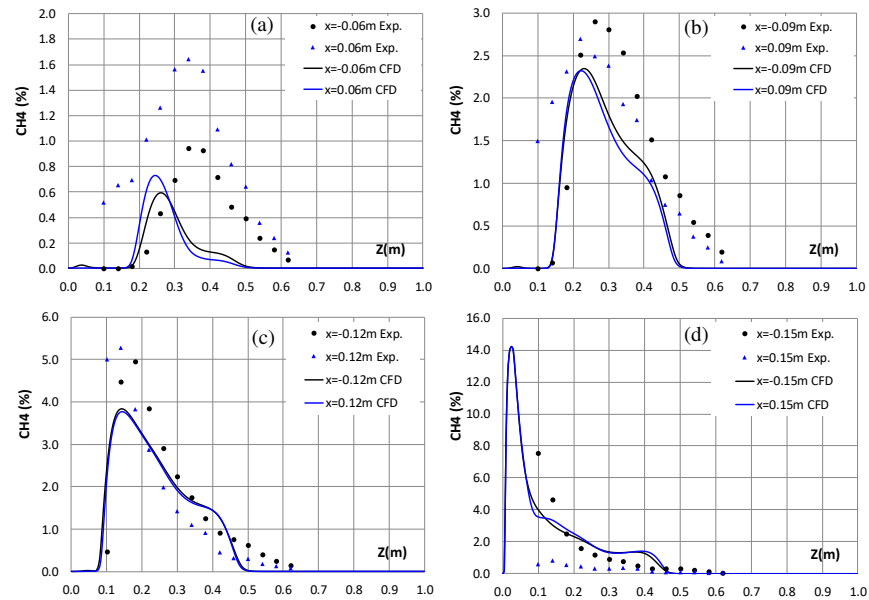 (a)
x=-0.06m Exp.
x=0.06m Exp.
x=-0.06m CFD
x=0.06m CFD
CH4 (%)
2.0
1.8
1.6
1.4
1.2
1.0
0.8
0.6
0.4
0.2
0.0
Z(m)
0.0 0.1 0.2 0.3 0.4 0.5 0.6 0.7 0.8 0.9 1.0
(b)
x=-0.09m Exp.
x=0.09m Exp.
x=-0.09m CFD
x=0.09m CFD
CH4 (%)
3.0
2.5
2.0
1.5
1.0
0.5
0.0
Z(m)
0.0 0.1 0.2 0.3 0.4 0.5 0.6 0.7 0.8 0.9 1.0
(c)
x=-0.12m Exp.
x=0.12m Exp.
x=-0.12m CFD
x=0.12m CFD
CH4 (%)
6.0
5.0
4.0
3.0
2.0
1.0
0.0
Z(m)
0.0 0.1 0.2 0.3 0.4 0.5 0.6 0.7 0.8 0.9 1.0
(d)
x=-0.15m Exp.
x=0.15m Exp.
x=-0.15m CFD
x=0.15m CFD
CH4 (%)
16.0
14.0
12.0
10.0
8.0
6.0
4.0
2.0
0.0
Z(m)
0.0 0.1 0.2 0.3 0.4 0.5 0.6 0.7 0.8 0.9 1.0